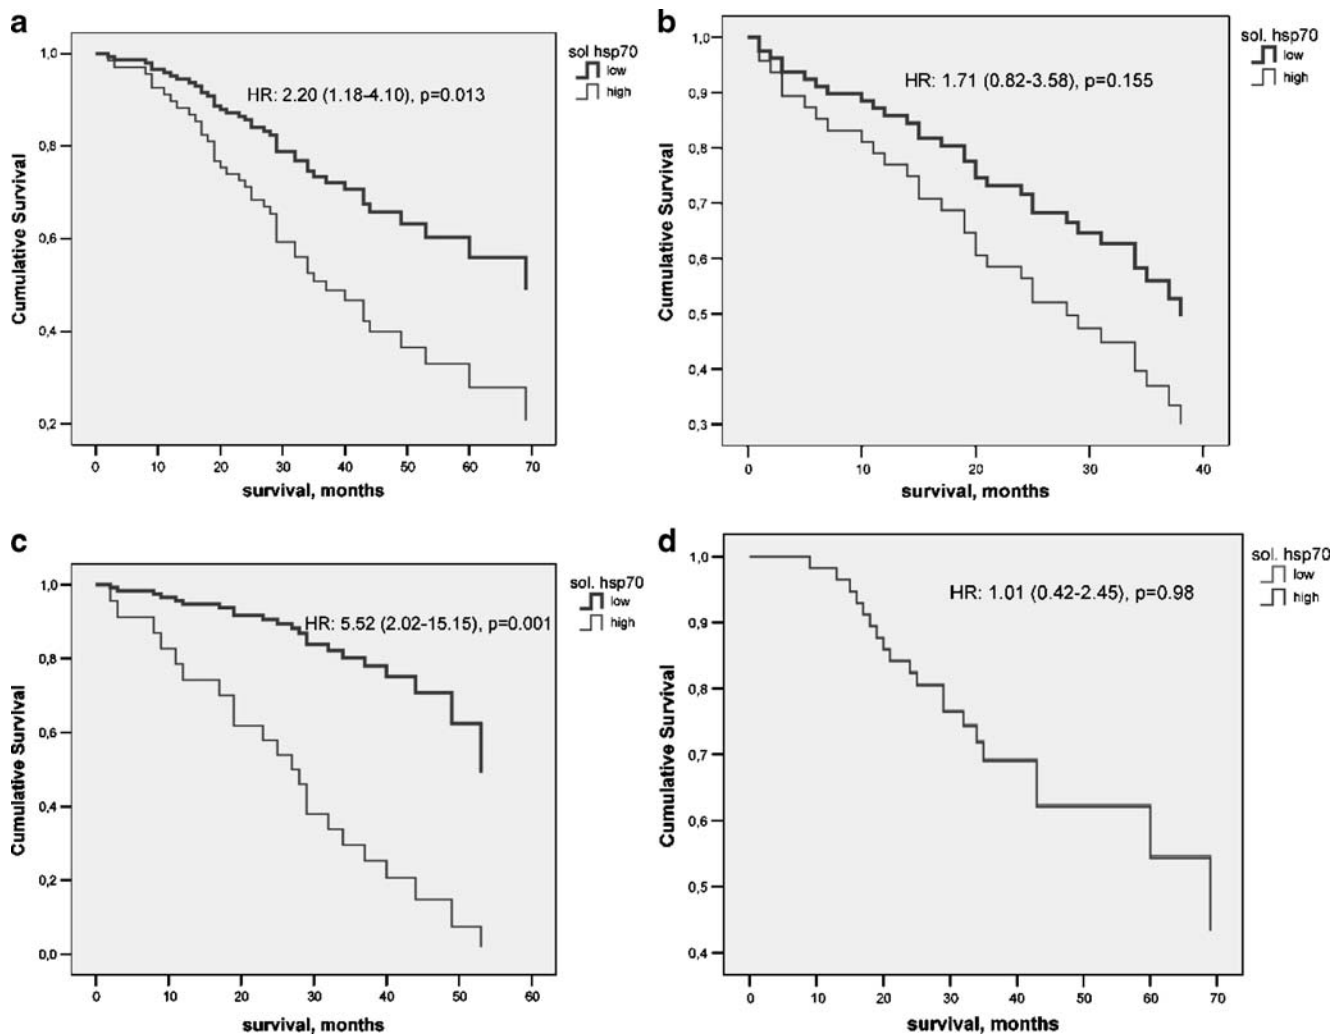 a
sol hsp70
low
high
HR: 2.20 (1.18-4.10), p=0.013
Cumulative Survival
1,0
0,8
0,6
0,4
0,2
0 10 20 30 40 50 60 70
survival, months
b
sol. hsp70
low
high
HR: 1.71 (0.82-3.58), p=0.155
Cumulative Survival
1,0
0,9
0,8
0,7
0,6
0,5
0,4
0,3
0 10 20 30 40
survival, months
c
sol. hsp70
low
high
HR: 5.52 (2.02-15.15), p=0.001
Cumulative Survival
1,0
0,8
0,6
0,4
0,2
0,0
0 10 20 30 40 50 60
survival, months
d
sol. hsp70
low
high
HR: 1.01 (0.42-2.45), p=0.98
Cumulative Survival
1,0
0,9
0,8
0,7
0,6
0,5
0,4
0 10 20 30 40 50 60 70
survival, months